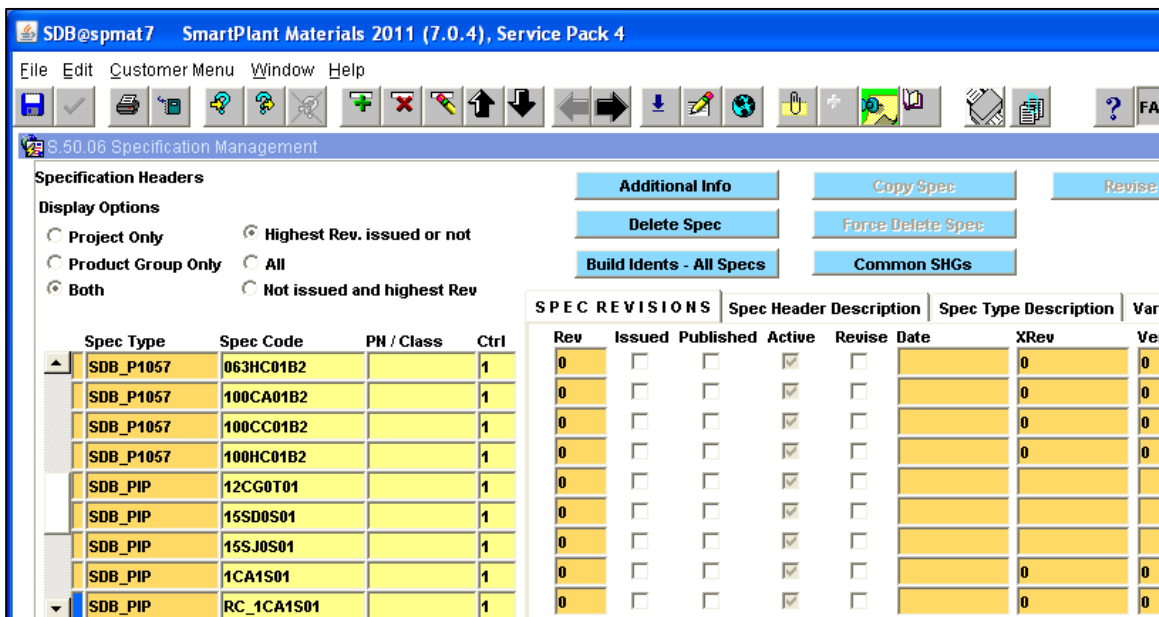 SDB@spmat7 SmartPlant Materials 2011 (7.0.4), Service Pack 4
File Edit Customer Menu Window Help
? FA
S.50.06 Specification Management
Specification Headers
Additional Info Copy Spec Revise
Display Options
Delete Spec Force Delete Spec
Project Only Highest Rev. issued or not
Product Group Only All Build Idents - All Specs Common SHGs
Both Not issued and highest Rev
SPEC REVISIONS Spec Header Description Spec Type Description Var
Spec Type Spec Code PN / Class Ctrl Rev Issued Published Active Revise Date XRev Ve
SDB_P1057 063HC01B2 1 0 0 0
SDB_P1057 100CA01B2 1 0 0 0
SDB_P1057 100CC01B2 1 0 0 0
SDB_P1057 100HC01B2 1 0 0 0
SDB_PIP 12CG0T01 1 0
SDB_PIP 15SD0S01 1 0
SDB_PIP 15SJ0S01 1 0
SDB_PIP 1CA1S01 1 0 0 0
SDB_PIP RC_1CA1S01 1 0 0 0